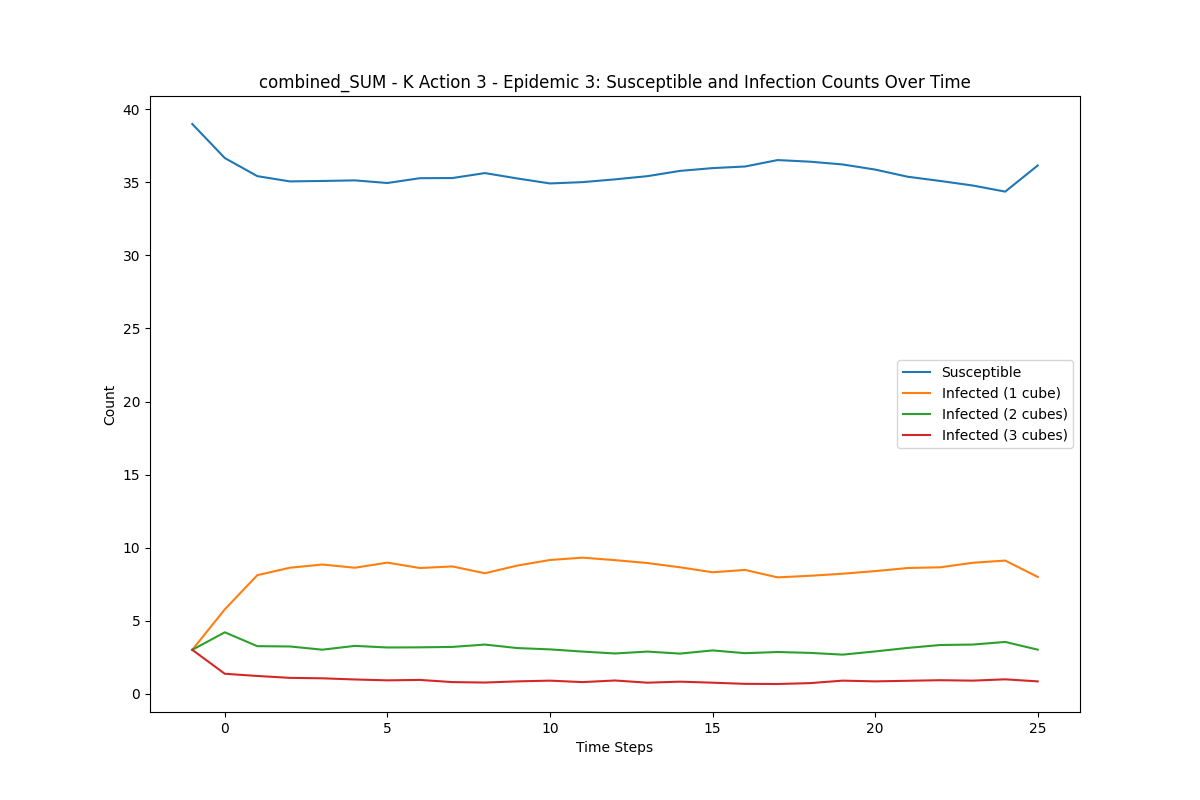 combined_SUM - K Action 3 - Epidemic 3: Susceptible and Infection Counts Over Time
40
35
30
25
20
15
10
5
0
Count
Susceptible
Infected (1 cube)
Infected (2 cubes)
Infected (3 cubes)
0 5 10 15 20 25
Time Steps